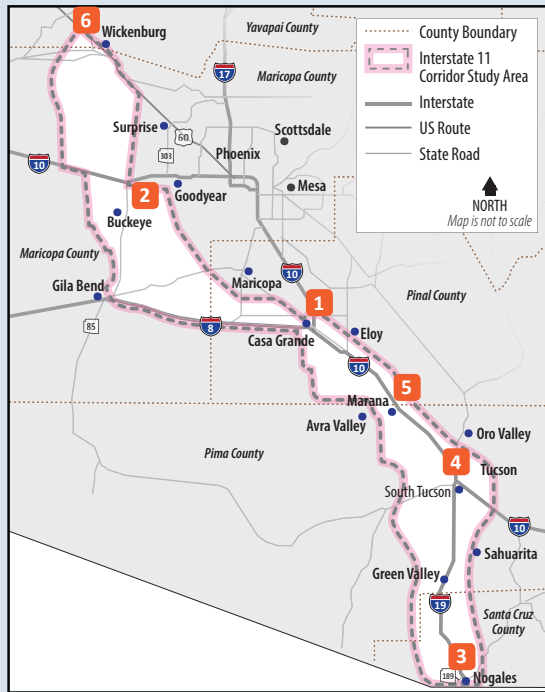 6
Wickenburg
Yavapai County
17
Maricopa County
County Boundary
Interstate 11
Corridor Study Area
Interstate
US Route
State Road
NORTH
Map is not to scale
Surprise
60
303
Scottsdale
Phoenix
10
Mesa
Goodyear
2
Buckeye
Maricopa County
10
Maricopa
Gila Bend
Pinal County
1
85
8
Casa Grande
Eloy
10
5
Marana
Avra Valley
Oro Valley
Pima County
4
Tucson
South Tucson
10
Sahuarita
Green Valley
19
Santa Cruz
County
3
189
Nogales